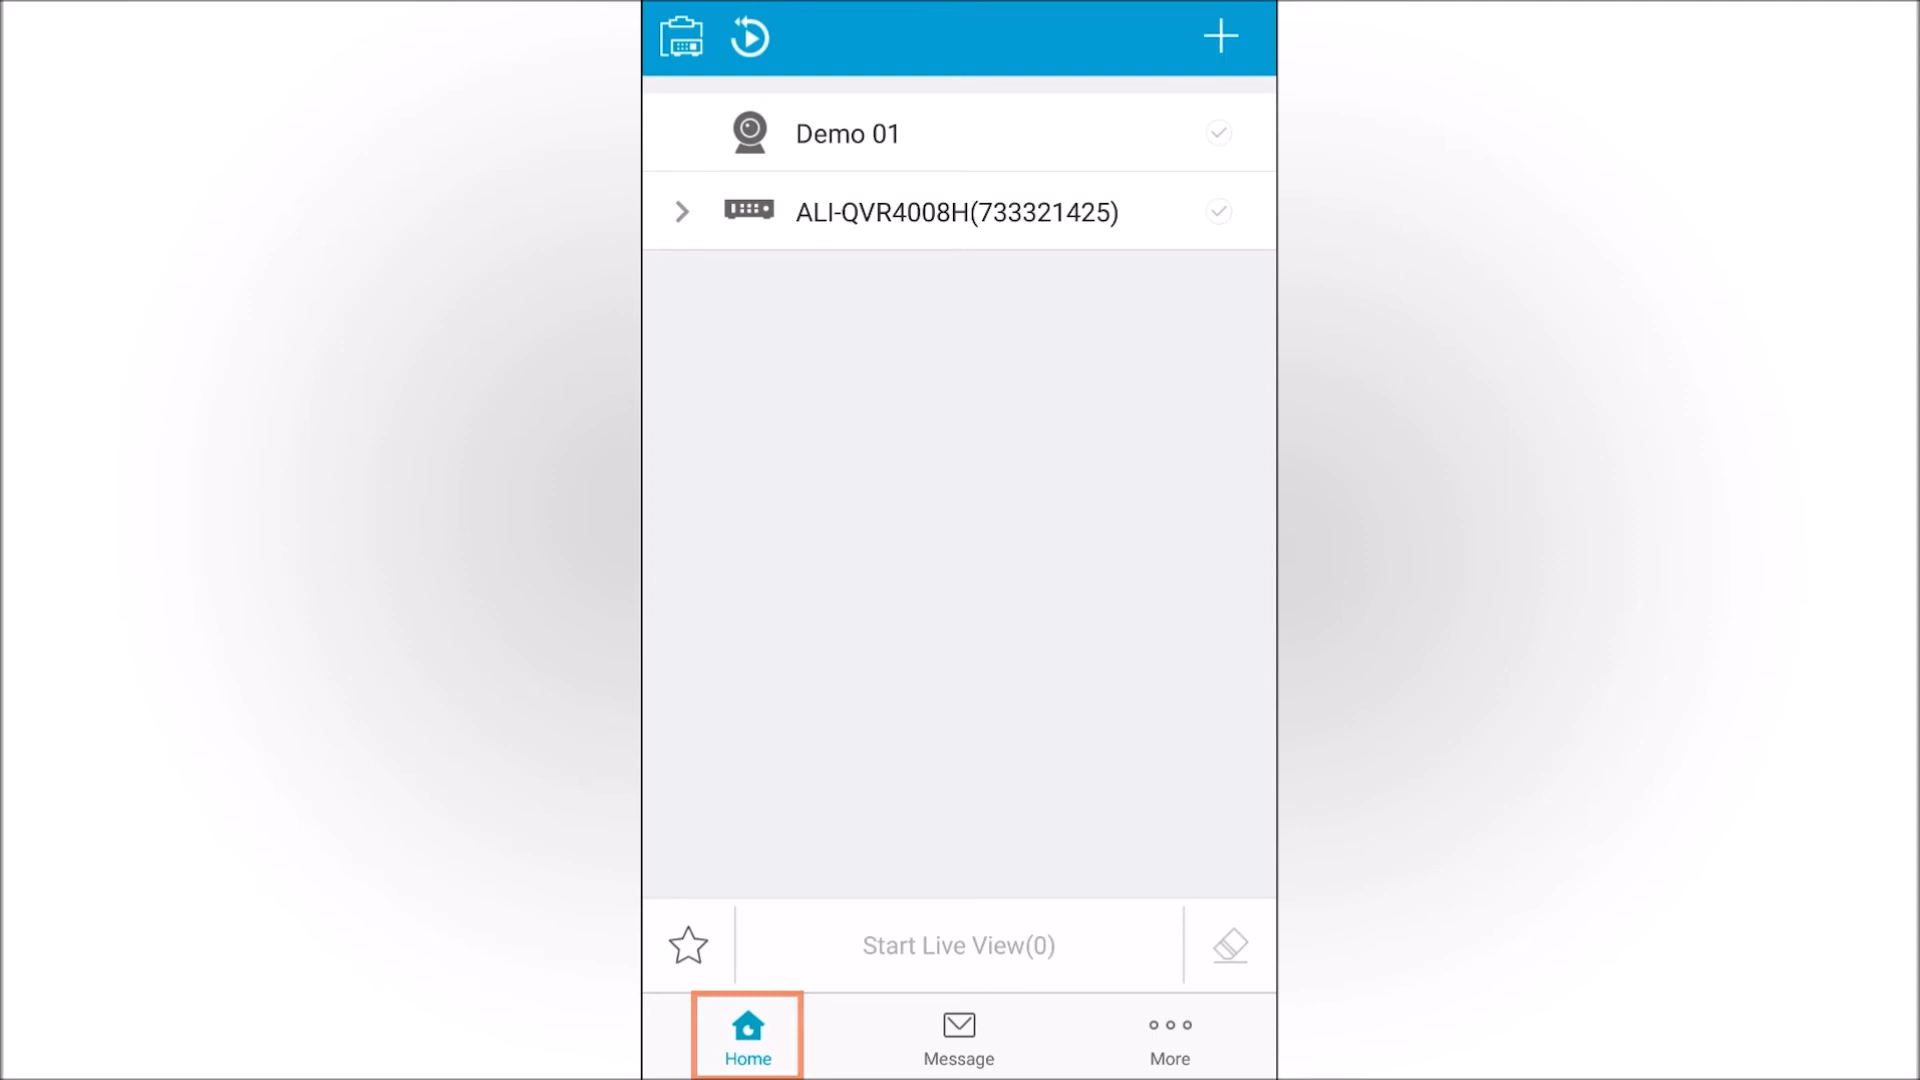 Demo 01
ALI-QVR4008H(733321425)
Start Live View(0)
Home
Message
More